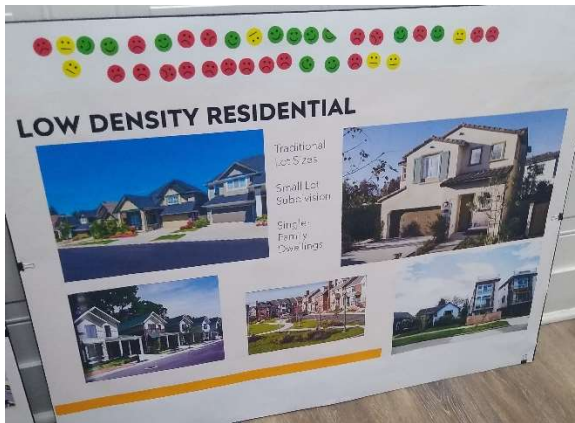 LOW DENSITY RESIDENTIAL
Traditional
Lot Sizes
Small Lot
Subdivision
Single
Family
Dwellings